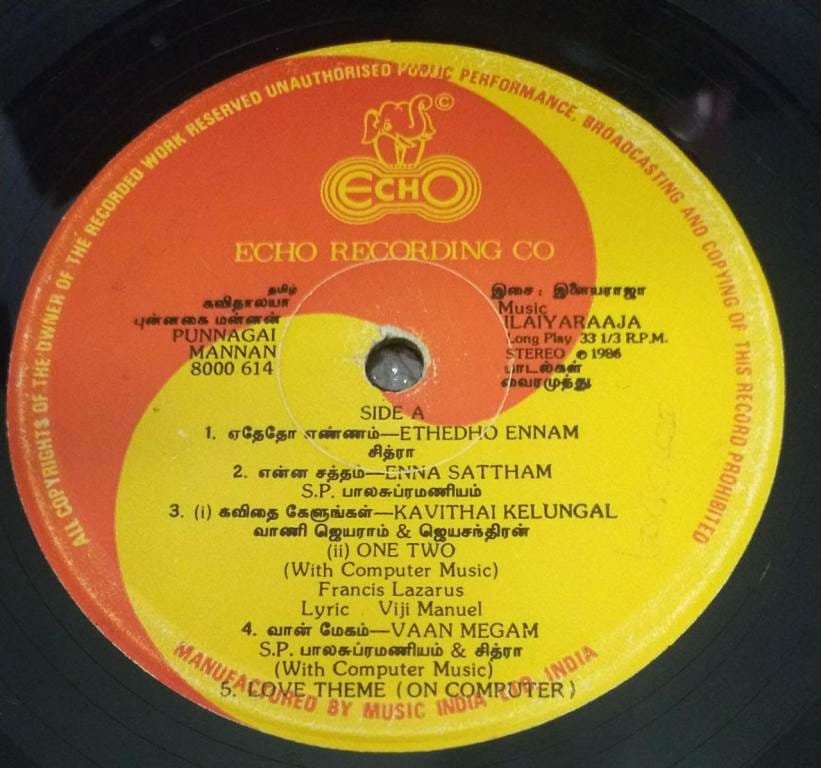 ALL COPYRIGHTS OF THE OWNER OF THE RECORDED WORK RESERVED UNAUTHORISED PUBLIC PERFORMANCE, BROADCASTING AND COPYING OF THIS RECORD PROHIBITED
©
ECHO
ECHO RECORDING CO
தமிழ்
கவிதாலயா
புன்னகை மன்னன்
PUNNAGAI
MANNAN
8000 614
இசை : இளையராஜா
Music
ILAIYARAAJA
Long Play 33 1/3 R.P.M.
STEREO ℗ 1986
பாடல்கள்
வைரமுத்து
SIDE A
1. ஏதேதோ எண்ணம்—ETHEDHO ENNAM
சித்ரா
2. என்ன சத்தம்—ENNA SATTHAM
S.P. பாலசுப்ரமணியம்
3. (i) கவிதை கேளுங்கள்—KAVITHAI KELUNGAL
வாணி ஜெயராம் & ஜெயசந்திரன்
(ii) ONE TWO
(With Computer Music)
Francis Lazarus
Lyric Viji Manuel
4. வான் மேகம்—VAAN MEGAM
S.P. பாலசுப்ரமணியம் & சித்ரா
(With Computer Music)
5. LOVE THEME (ON COMPUTER)
MANUFACTURED BY MUSIC INDIA LTD. INDIA